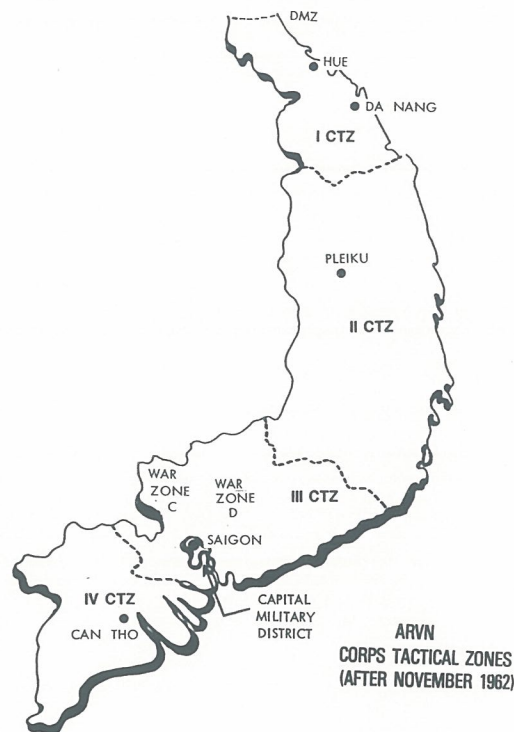 DMZ
HUE
DA NANG
I CTZ
PLEIKU
II CTZ
WAR
ZONE
C
WAR
ZONE
D
III CTZ
SAIGON
IV CTZ
CAN THO
CAPITAL
MILITARY
DISTRICT
ARVN
CORPS TACTICAL ZONES
(AFTER NOVEMBER 1962)